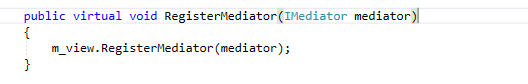 public virtual void RegisterMediator(IMediator mediator)
{
    m_view.RegisterMediator(mediator);
}